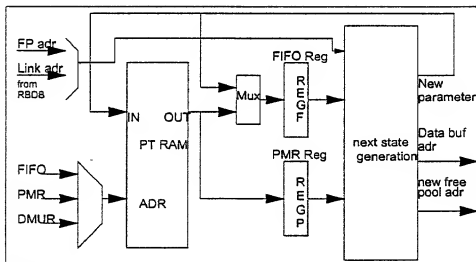 FP adr
Link adr
from
RBDB
FIFO
PMR
DMUR
IN
OUT
PT RAM
ADR
Mux
FIFO Reg
R
E
G
F
PMR Reg
R
E
G
P
next state
generation
New
parameter
Data buf
adr
new free
pool adr